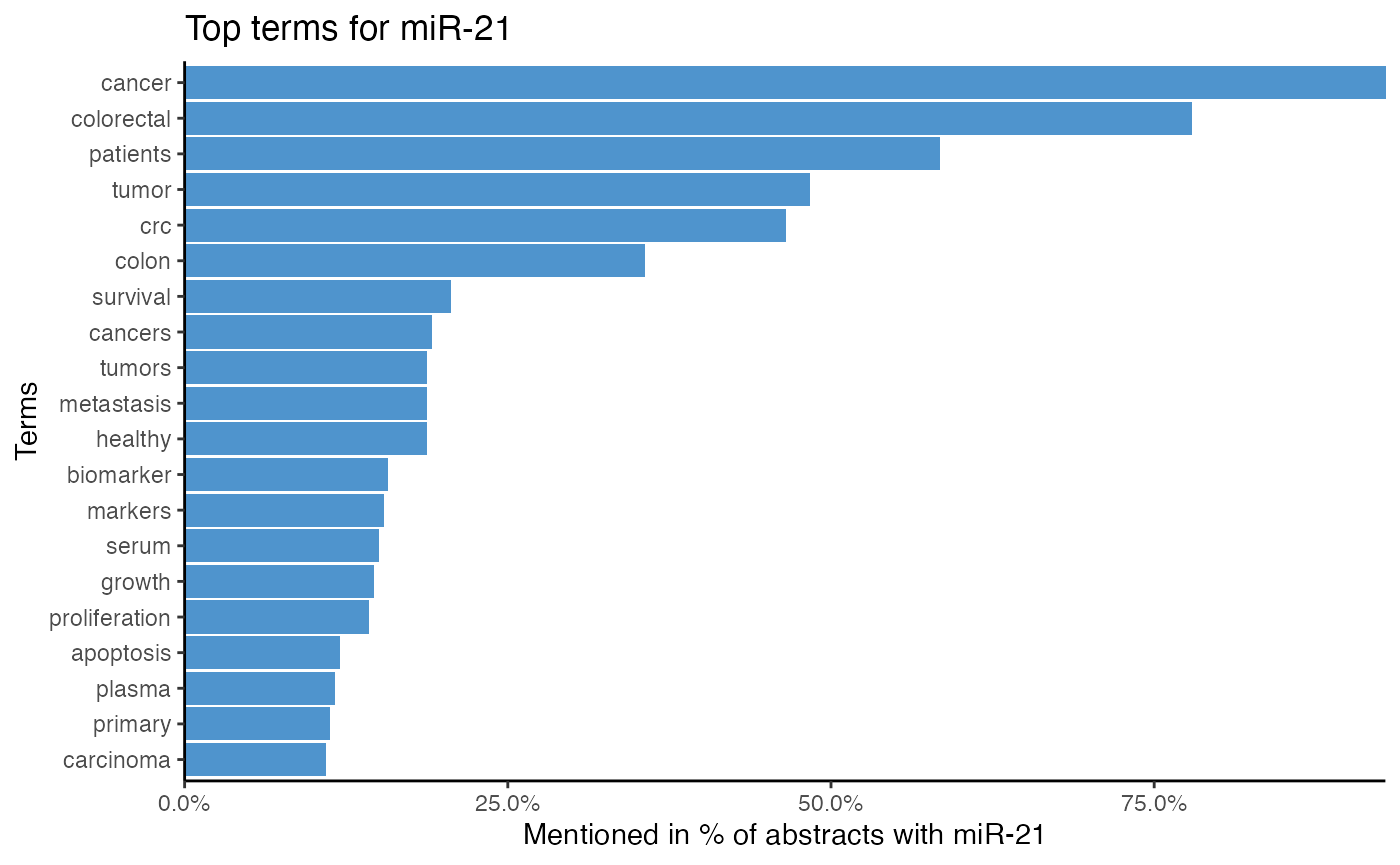 Top terms for miR-21
cancer
colorectal
patients
tumor
crc
colon
survival
cancers
tumors
metastasis
healthy
biomarker
markers
serum
growth
proliferation
apoptosis
plasma
primary
carcinoma
Terms
0.0% 25.0% 50.0% 75.0%
Mentioned in % of abstracts with miR-21